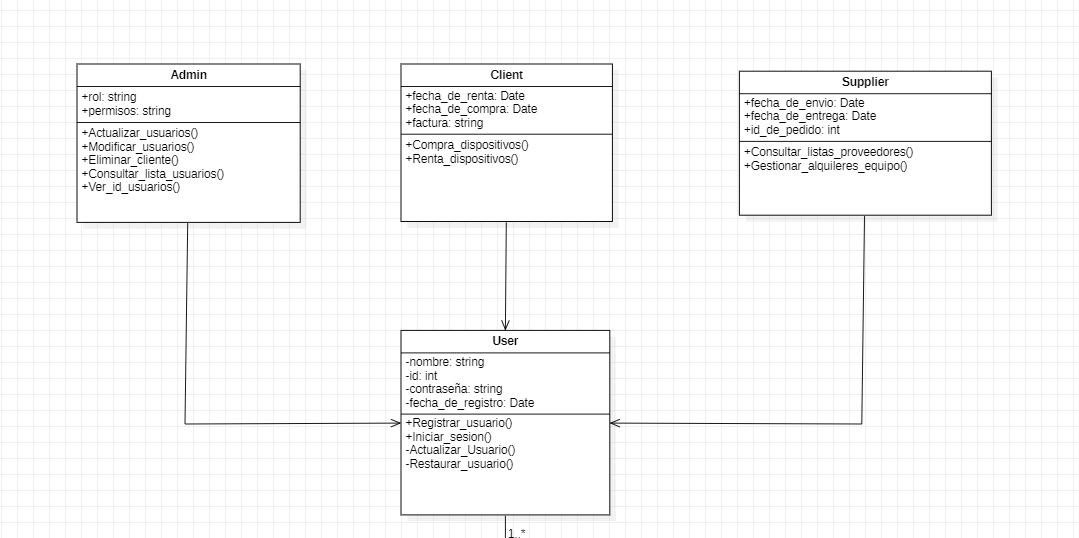 Admin
+rol: string
+permisos: string
+Actualizar_usuarios()
+Modificar_usuarios()
+Eliminar_cliente()
+Consultar_lista_usuarios()
+Ver_id_usuarios()
Client
+fecha_de_renta: Date
+fecha_de_compra: Date
+factura: string
+Compra_dispositivos()
+Renta_dispositivos()
Supplier
+fecha_de_envio: Date
+fecha_de_entrega: Date
+id_de_pedido: int
+Consultar_listas_proveedores()
+Gestionar_alquileres_equipo()
User
-nombre: string
-id: int
-contraseña: string
-fecha_de_registro: Date
+Registrar_usuario()
+Iniciar_sesion()
-Actualizar_Usuario()
-Restaurar_usuario()
1..*